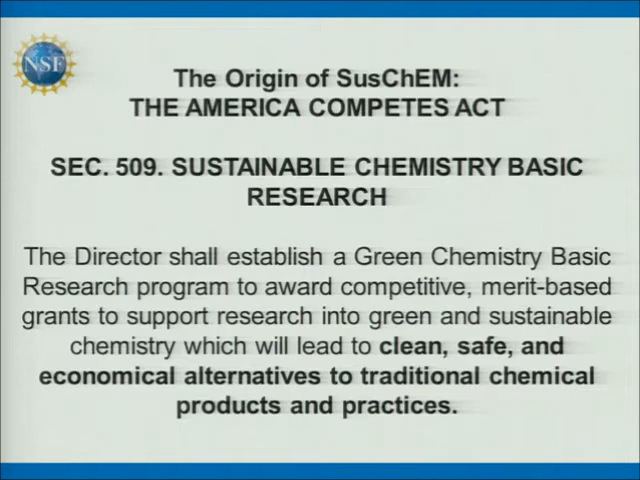 NSF
The Origin of SusChEM:
THE AMERICA COMPETES ACT
SEC. 509. SUSTAINABLE CHEMISTRY BASIC
RESEARCH
The Director shall establish a Green Chemistry Basic
Research program to award competitive, merit-based
grants to support research into green and sustainable
chemistry which will lead to clean, safe, and
economical alternatives to traditional chemical
products and practices.